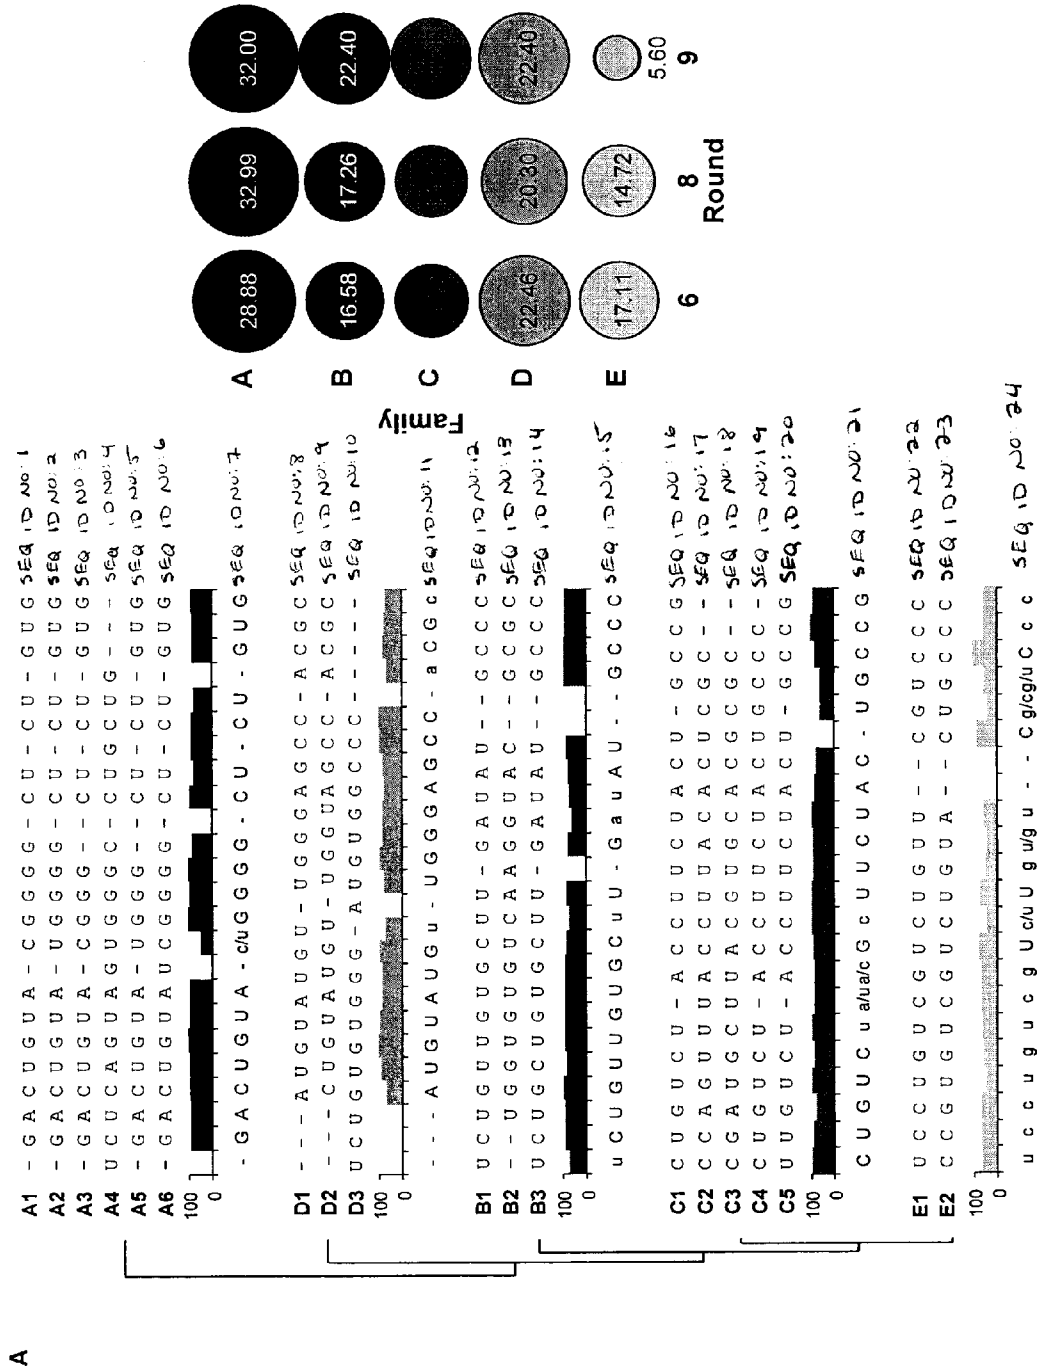 A
A1 - G A C U G U A - C G G G G - C U - C U - G U G SEQ ID NO: 1
A2 - G A C U G U A - U G G G G - C U - C U - G U G SEQ ID NO: 2
A3 - G A C U G U A - C G G G - - C U - C U - G U G SEQ ID NO: 3
A4 U C U C A G U A G U G G G C - C U G C U G - - - SEQ ID NO: 4
A5 - G A C U G U A - U G G G - - C U - C U - G U G SEQ ID NO: 5
A6 - G A C U G U A U C G G G G - C U - C U - G U G SEQ ID NO: 6
100
0
- G A C U G U A - c/u G G G G - C U - C U - G U G SEQ ID NO: 7
D1 - - - A U G U A U G U - U G G G A G C C - A C G C SEQ ID NO: 8
D2 - - - C U G U A U G U - U G G U A G C C - A C G C SEQ ID NO: 9
D3 U C U G U G U G G G - A U G U G G C C - - - - - SEQ ID NO: 10
100
0
- - - A U G U A U G u - U G G G A G C C - a C G c SEQ ID NO: 11
B1 U C U G U U G U G C U U - G A U A U - - G C C C SEQ ID NO: 12
B2 - - U G G U G U G U C A A G G U A C - - G C G C SEQ ID NO: 13
B3 U C U G C U G U G C U U - G A U A U - - G C C C SEQ ID NO: 14
100
0
u C U G U U G U G C u U - G a u A U - - G C C C SEQ ID NO: 15
C1 C U G U C U U - A C C U U C U A C U - G C C G SEQ ID NO: 16
C2 C C A G U U U A C C U U A C A C U C G C - - SEQ ID NO: 17
C3 C G A U G C U U A C G U G C A C G C G C - - SEQ ID NO: 18
C4 C U G U C U U - A C C U U C U A C U G C C C - SEQ ID NO: 19
C5 U U G U C U - A C C U U C U A C U - G C C G SEQ ID NO: 20
100
0
C U G U C u a/u a/c G c U U C U A C - U G C C G SEQ ID NO: 21
E1 U C C U G U C G U C U G U U - - C G U C C C SEQ ID NO: 22
E2 C C G U G U C G U C U G U A - - C U G C C C SEQ ID NO: 23
100
0
u c c u g u c g U c/u U g u/g u - - C g/c g/u C C c SEQ ID NO: 24
Family
A 28.88 32.99 32.00
B 16.58 17.26 22.40
C
D 22.46 20.30 22.40
E 17.11 14.72 5.60
6 8 9
Round